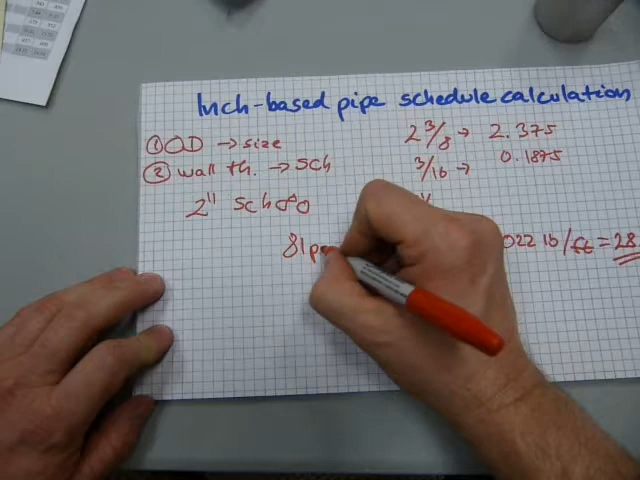 Inch-based pipe schedule calculation
① OD → size
② wall th. → sch
2" sch 80
2 3/8 → 2.375
3/16 → 0.1875
022 lb/ft = 28
81 p